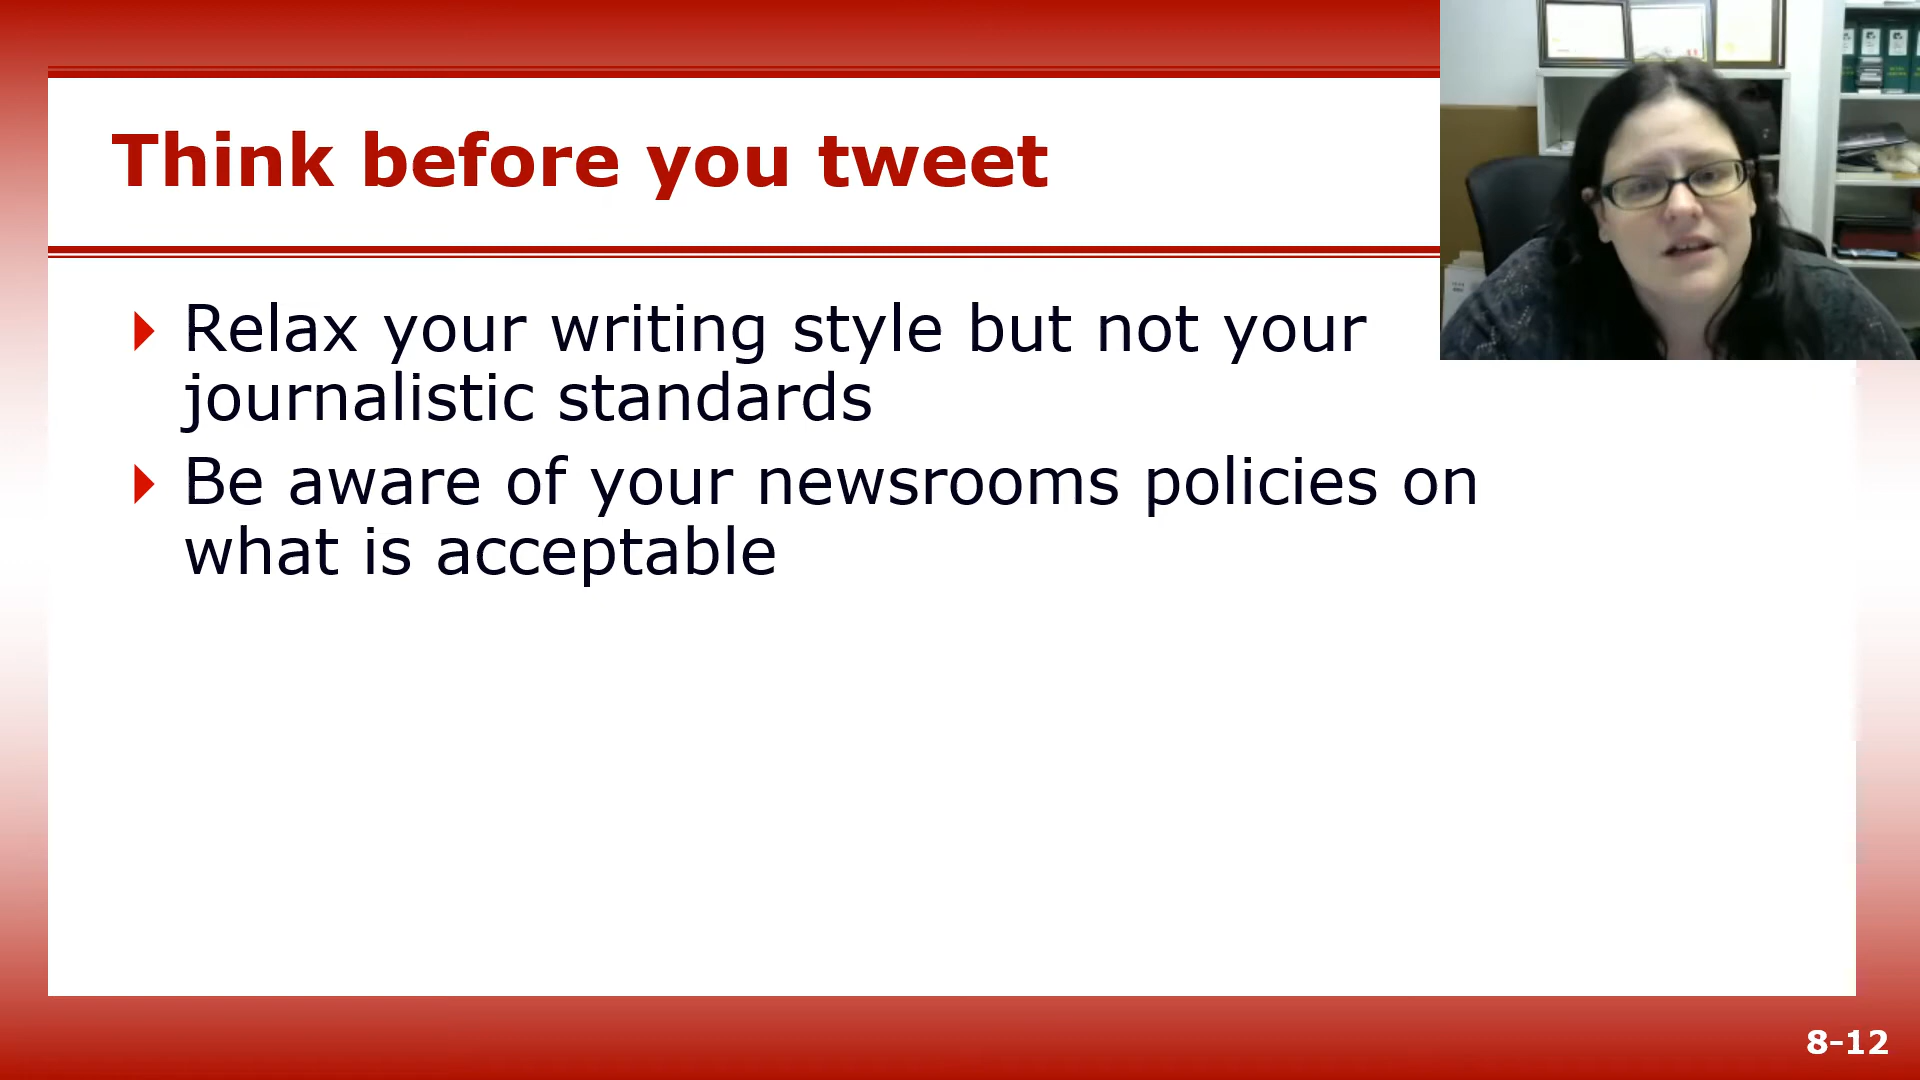 Think before you tweet
Relax your writing style but not your
journalistic standards
Be aware of your newsrooms policies on
what is acceptable
8-12